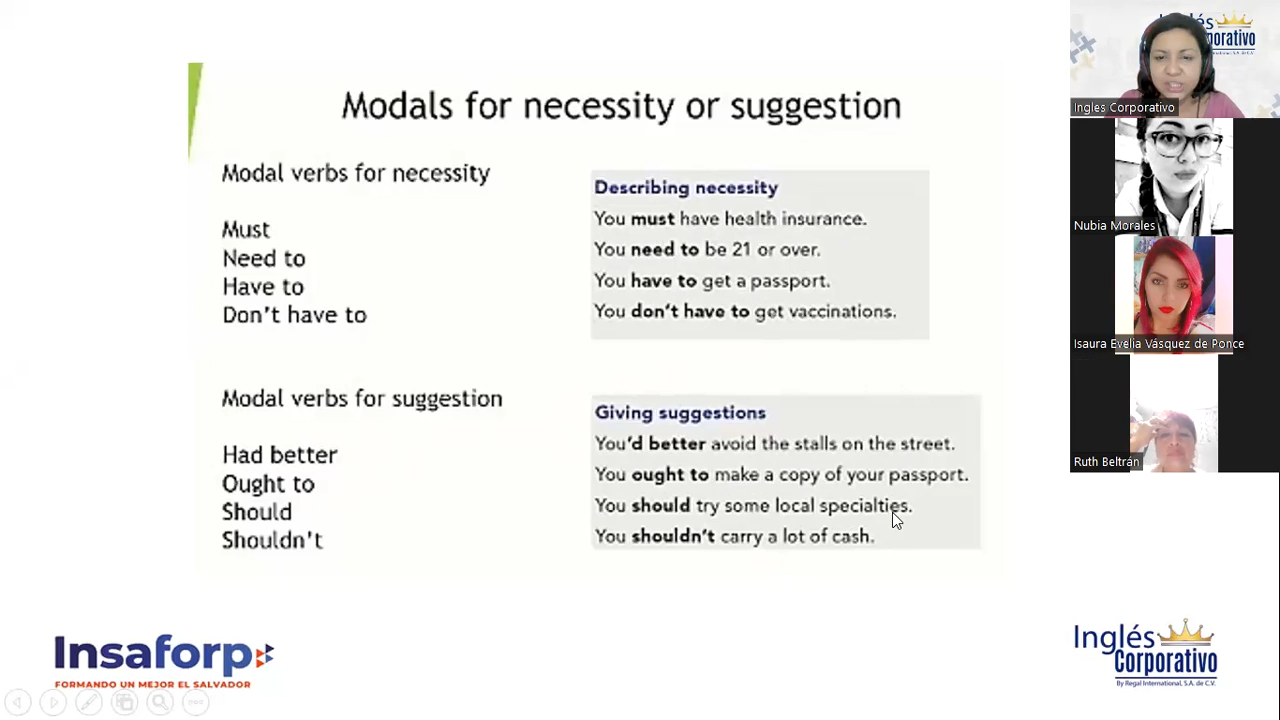 Modals for necessity or suggestion
Modal verbs for necessity
Must
Need to
Have to
Don't have to
Describing necessity
You must have health insurance.
You need to be 21 or over.
You have to get a passport.
You don't have to get vaccinations.
Modal verbs for suggestion
Had better
Ought to
Should
Shouldn't
Giving suggestions
You'd better avoid the stalls on the street.
You ought to make a copy of your passport.
You should try some local specialties.
You shouldn't carry a lot of cash.
Insaforp
FORMANDO UN MEJOR EL SALVADOR
Inglés
Corporativo
By Regal International, S.A. de C.V.
Ingles Corporativo
Nubia Morales
Isaura Evelia Vásquez de Ponce
Ruth Beltrán